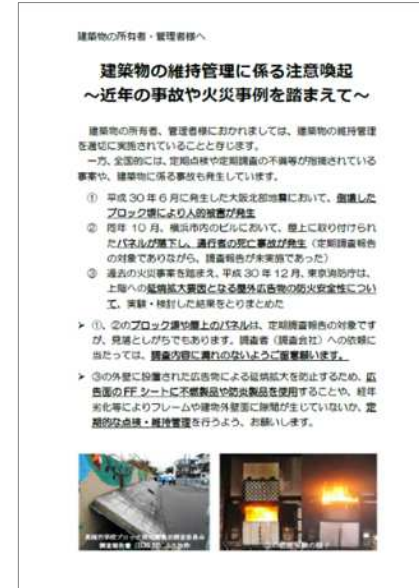 建築物の所有者・管理者様へ
建築物の維持管理に係る注意喚起
～近年の事故や火災事例を踏まえて～
建築物の所有者、管理者様におかれましては、建築物の維持管理
を適切に実施されていることと存じます。
一方、全国的には、定期点検や定期調査の不備等が指摘されている
事案や、建築物に係る事故も発生しています。
① 平成30年6月に発生した大阪北部地震において、倒壊した
ブロック塀により人的被害が発生
② 同年10月、横浜市内のビルにおいて、屋上に取り付けられ
たパネルが落下し、通行者の死亡事故が発生（定期調査報告
の対象でありながら、調査報告が未実施であった）
③ 過去の火災事案を踏まえ、平成30年12月、東京消防庁は、
上階への延焼拡大要因となる屋外広告物の防火安全性につい
て、実験・検討した結果をとりまとめた
➤ ①、②のブロック塀や屋上のパネルは、定期調査報告の対象です
が、見落としがちでもあります。調査者（調査会社）への依頼に
当たっては、調査内容に漏れのないようご留意願います。
➤ ③の外壁に設置された広告物による延焼拡大を防止するため、広
告面のFFシートに不燃製品や防炎製品を使用することや、経年
劣化等によりフレームや建物外壁面に隙間が生じていないか、定
期的な点検・維持管理を行うよう、お願いします。